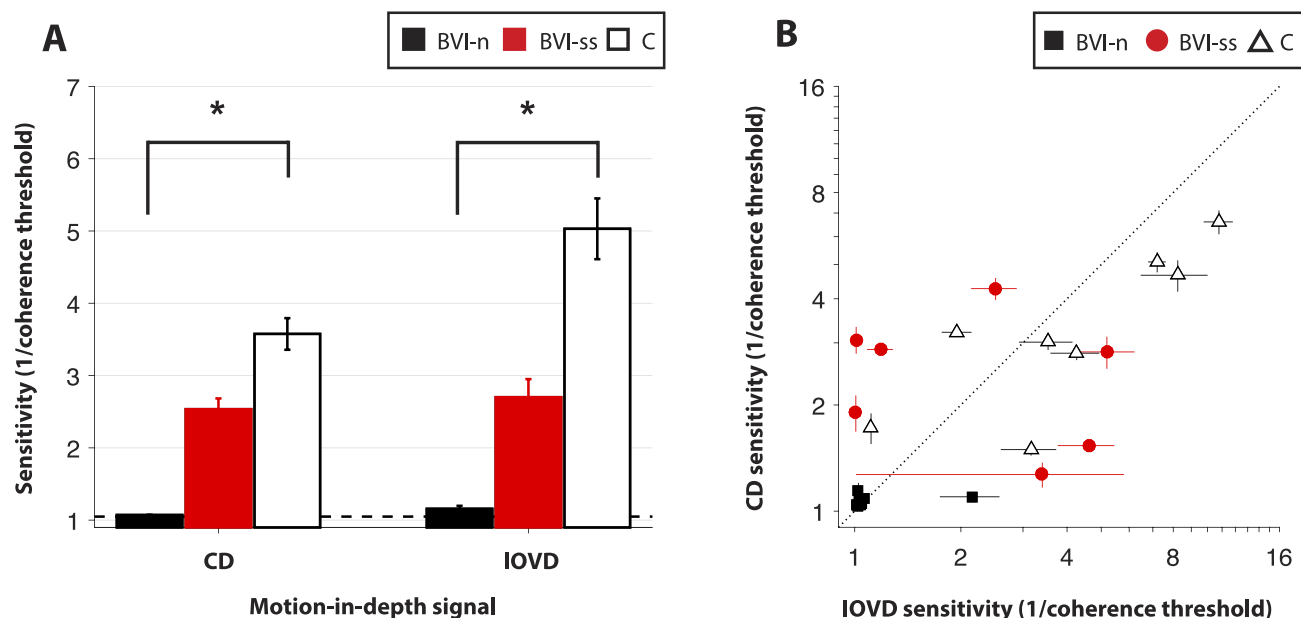 A
BVI-n BVI-ss C
Sensitivity (1/coherence threshold)
7
6
5
4
3
2
1
*
*
CD
IOVD
Motion-in-depth signal
B
BVI-n BVI-ss C
CD sensitivity (1/coherence threshold)
16
8
4
2
1
1 2 4 8 16
IOVD sensitivity (1/coherence threshold)